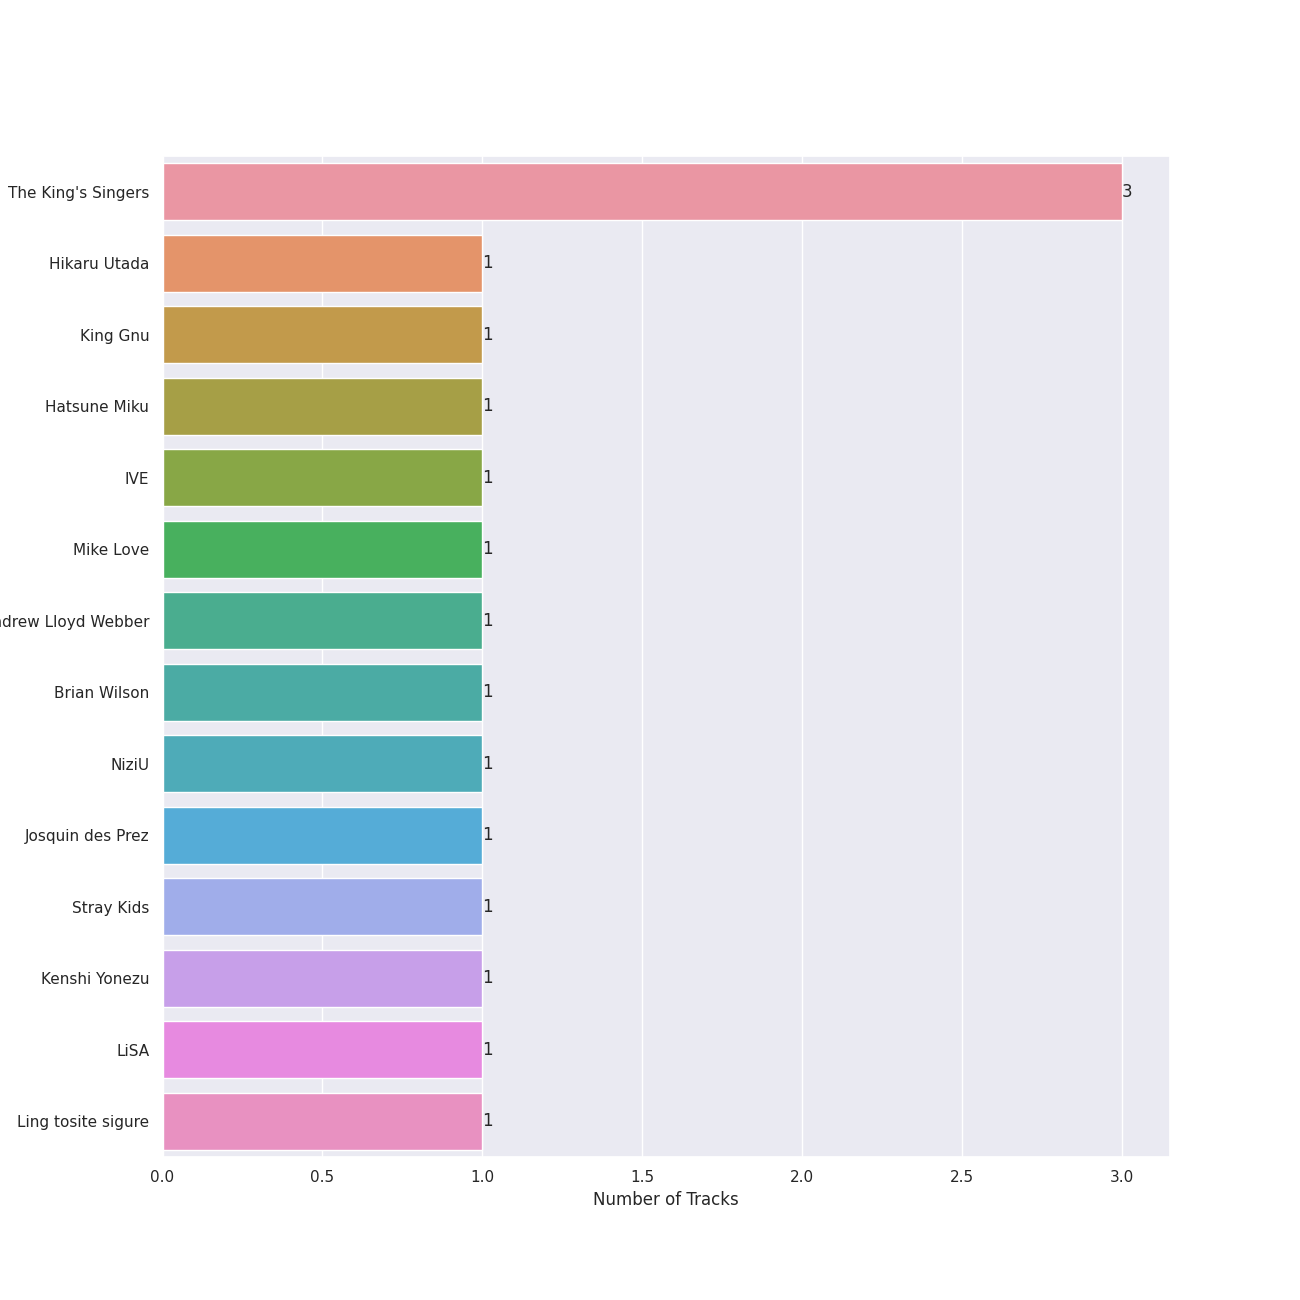 The King's Singers 3
Hikaru Utada 1
King Gnu 1
Hatsune Miku 1
IVE 1
Mike Love 1
Lloyd Webber 1
Brian Wilson 1
NiziU 1
Josquin des Prez 1
Stray Kids 1
Kenshi Yonezu 1
LiSA 1
Ling tosite sigure 1
0.0 0.5 1.0 1.5 2.0 2.5 3.0
Number of Tracks